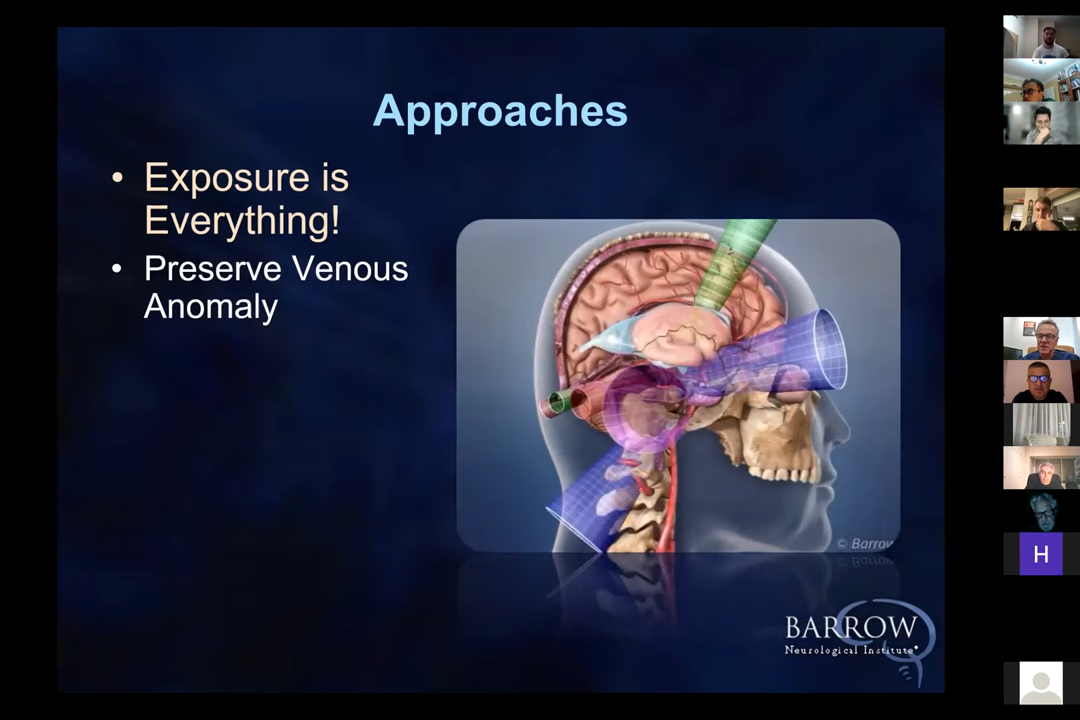 Approaches
• Exposure is
Everything!
• Preserve Venous
Anomaly
© Barrow
BARROW
Neurological Institute®
H